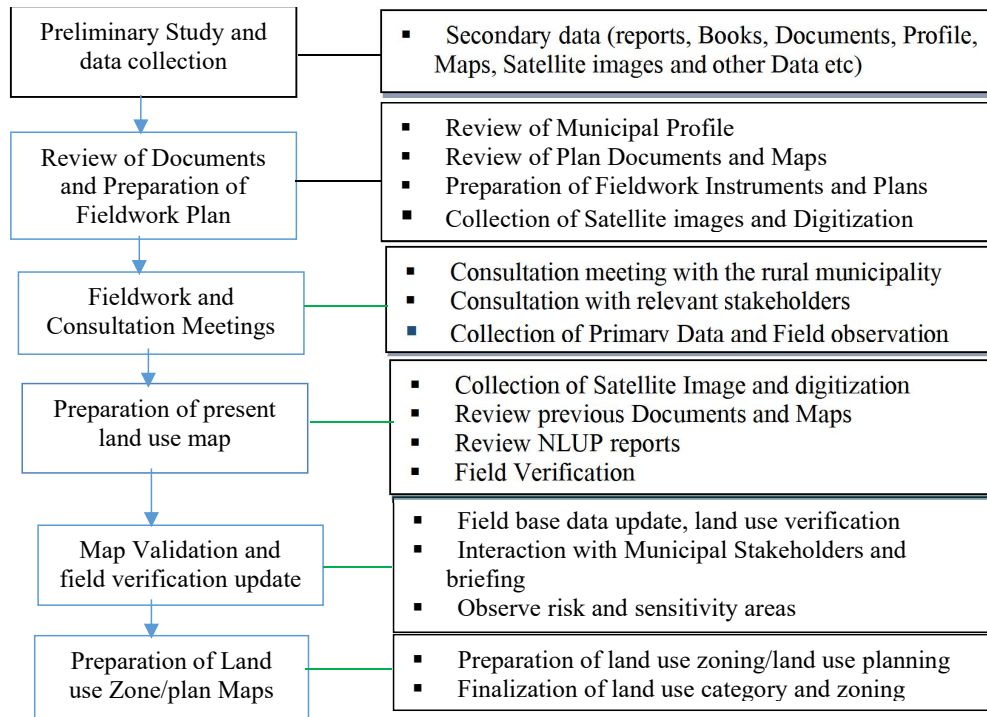 Preliminary Study and
data collection
▪ Secondary data (reports, Books, Documents, Profile,
Maps, Satellite images and other Data etc)
Review of Documents
and Preparation of
Fieldwork Plan
▪ Review of Municipal Profile
▪ Review of Plan Documents and Maps
▪ Preparation of Fieldwork Instruments and Plans
▪ Collection of Satellite images and Digitization
Fieldwork and
Consultation Meetings
▪ Consultation meeting with the rural municipality
▪ Consultation with relevant stakeholders
▪ Collection of Primary Data and Field observation
Preparation of present
land use map
▪ Collection of Satellite Image and digitization
▪ Review previous Documents and Maps
▪ Review NLUP reports
▪ Field Verification
Map Validation and
field verification update
▪ Field base data update, land use verification
▪ Interaction with Municipal Stakeholders and
briefing
▪ Observe risk and sensitivity areas
Preparation of Land
use Zone/plan Maps
▪ Preparation of land use zoning/land use planning
▪ Finalization of land use category and zoning